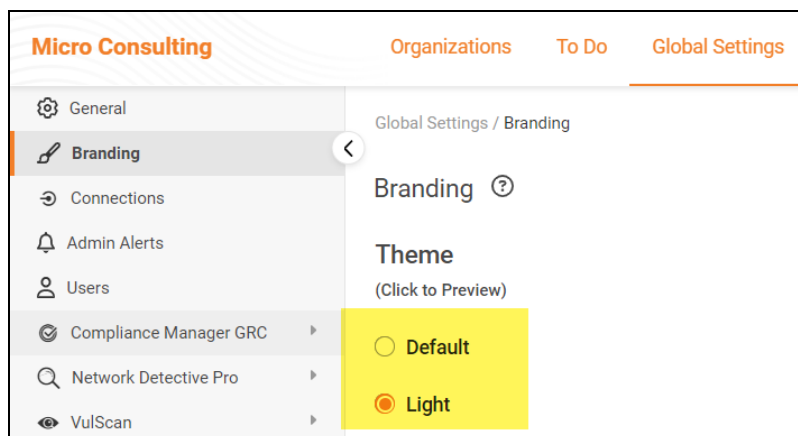 Micro Consulting
Organizations To Do Global Settings
General
Branding
Connections
Admin Alerts
Users
Compliance Manager GRC
Network Detective Pro
VulScan
Global Settings / Branding
Branding
Theme
(Click to Preview)
Default
Light